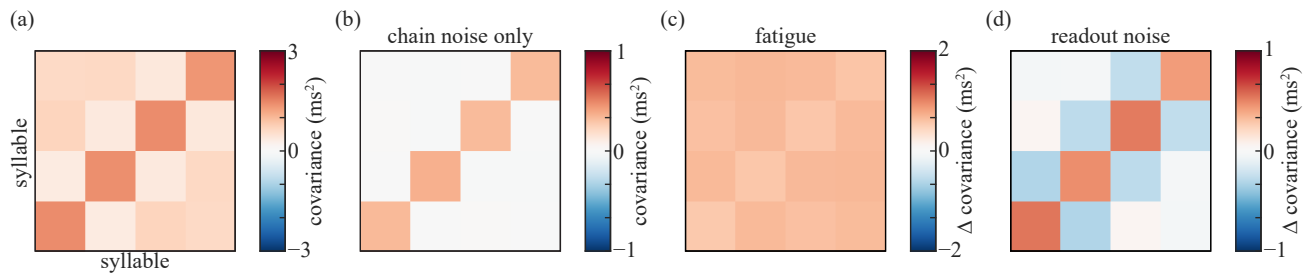 (a)
syllable
syllable
3
0
−3
covariance (ms²)
(b)
chain noise only
1
0
−1
covariance (ms²)
(c)
fatigue
2
0
−2
Δ covariance (ms²)
(d)
readout noise
1
0
−1
Δ covariance (ms²)